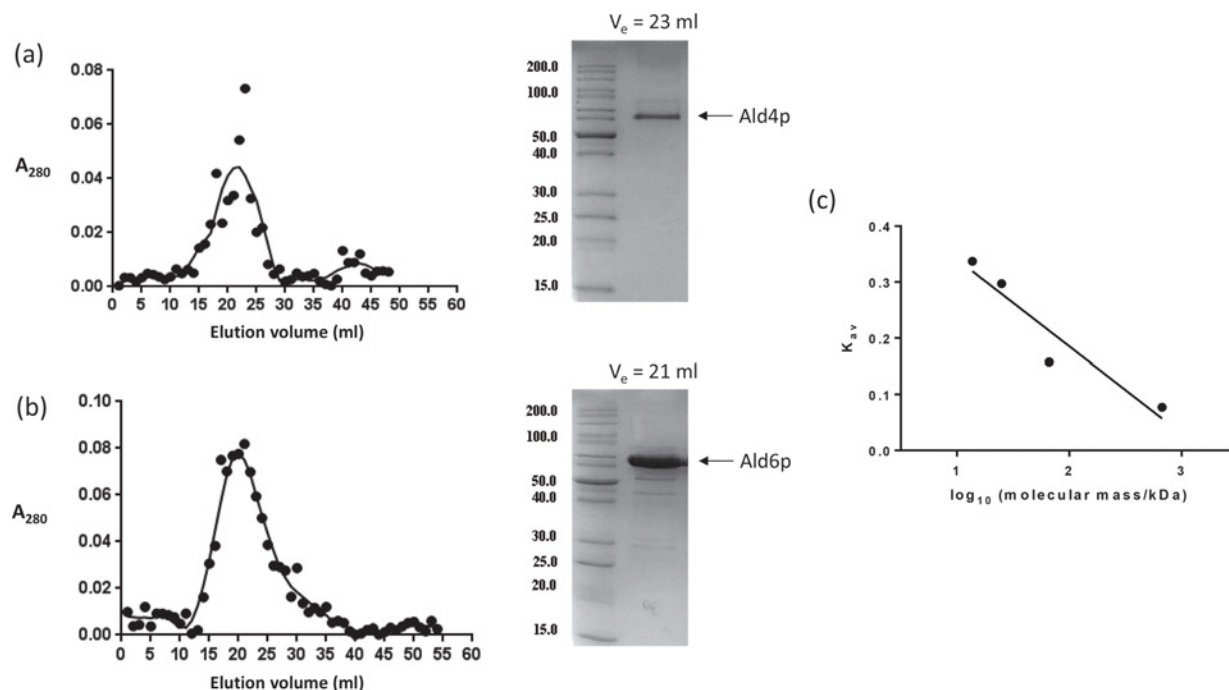 (a)
A280
0.08
0.06
0.04
0.02
0.00
0 5 10 15 20 25 30 35 40 45 50 55 60
Elution volume (ml)
Ve = 23 ml
200.0
100.0
50.0
40.0
30.0
25.0
20.0
15.0
Ald4p
(b)
A280
0.10
0.08
0.06
0.04
0.02
0.00
0 5 10 15 20 25 30 35 40 45 50 55 60
Elution volume (ml)
Ve = 21 ml
200.0
100.0
50.0
40.0
30.0
25.0
20.0
15.0
Ald6p
(c)
Kav
0.4
0.3
0.2
0.1
0.0
1 2 3
log10 (molecular mass/kDa)